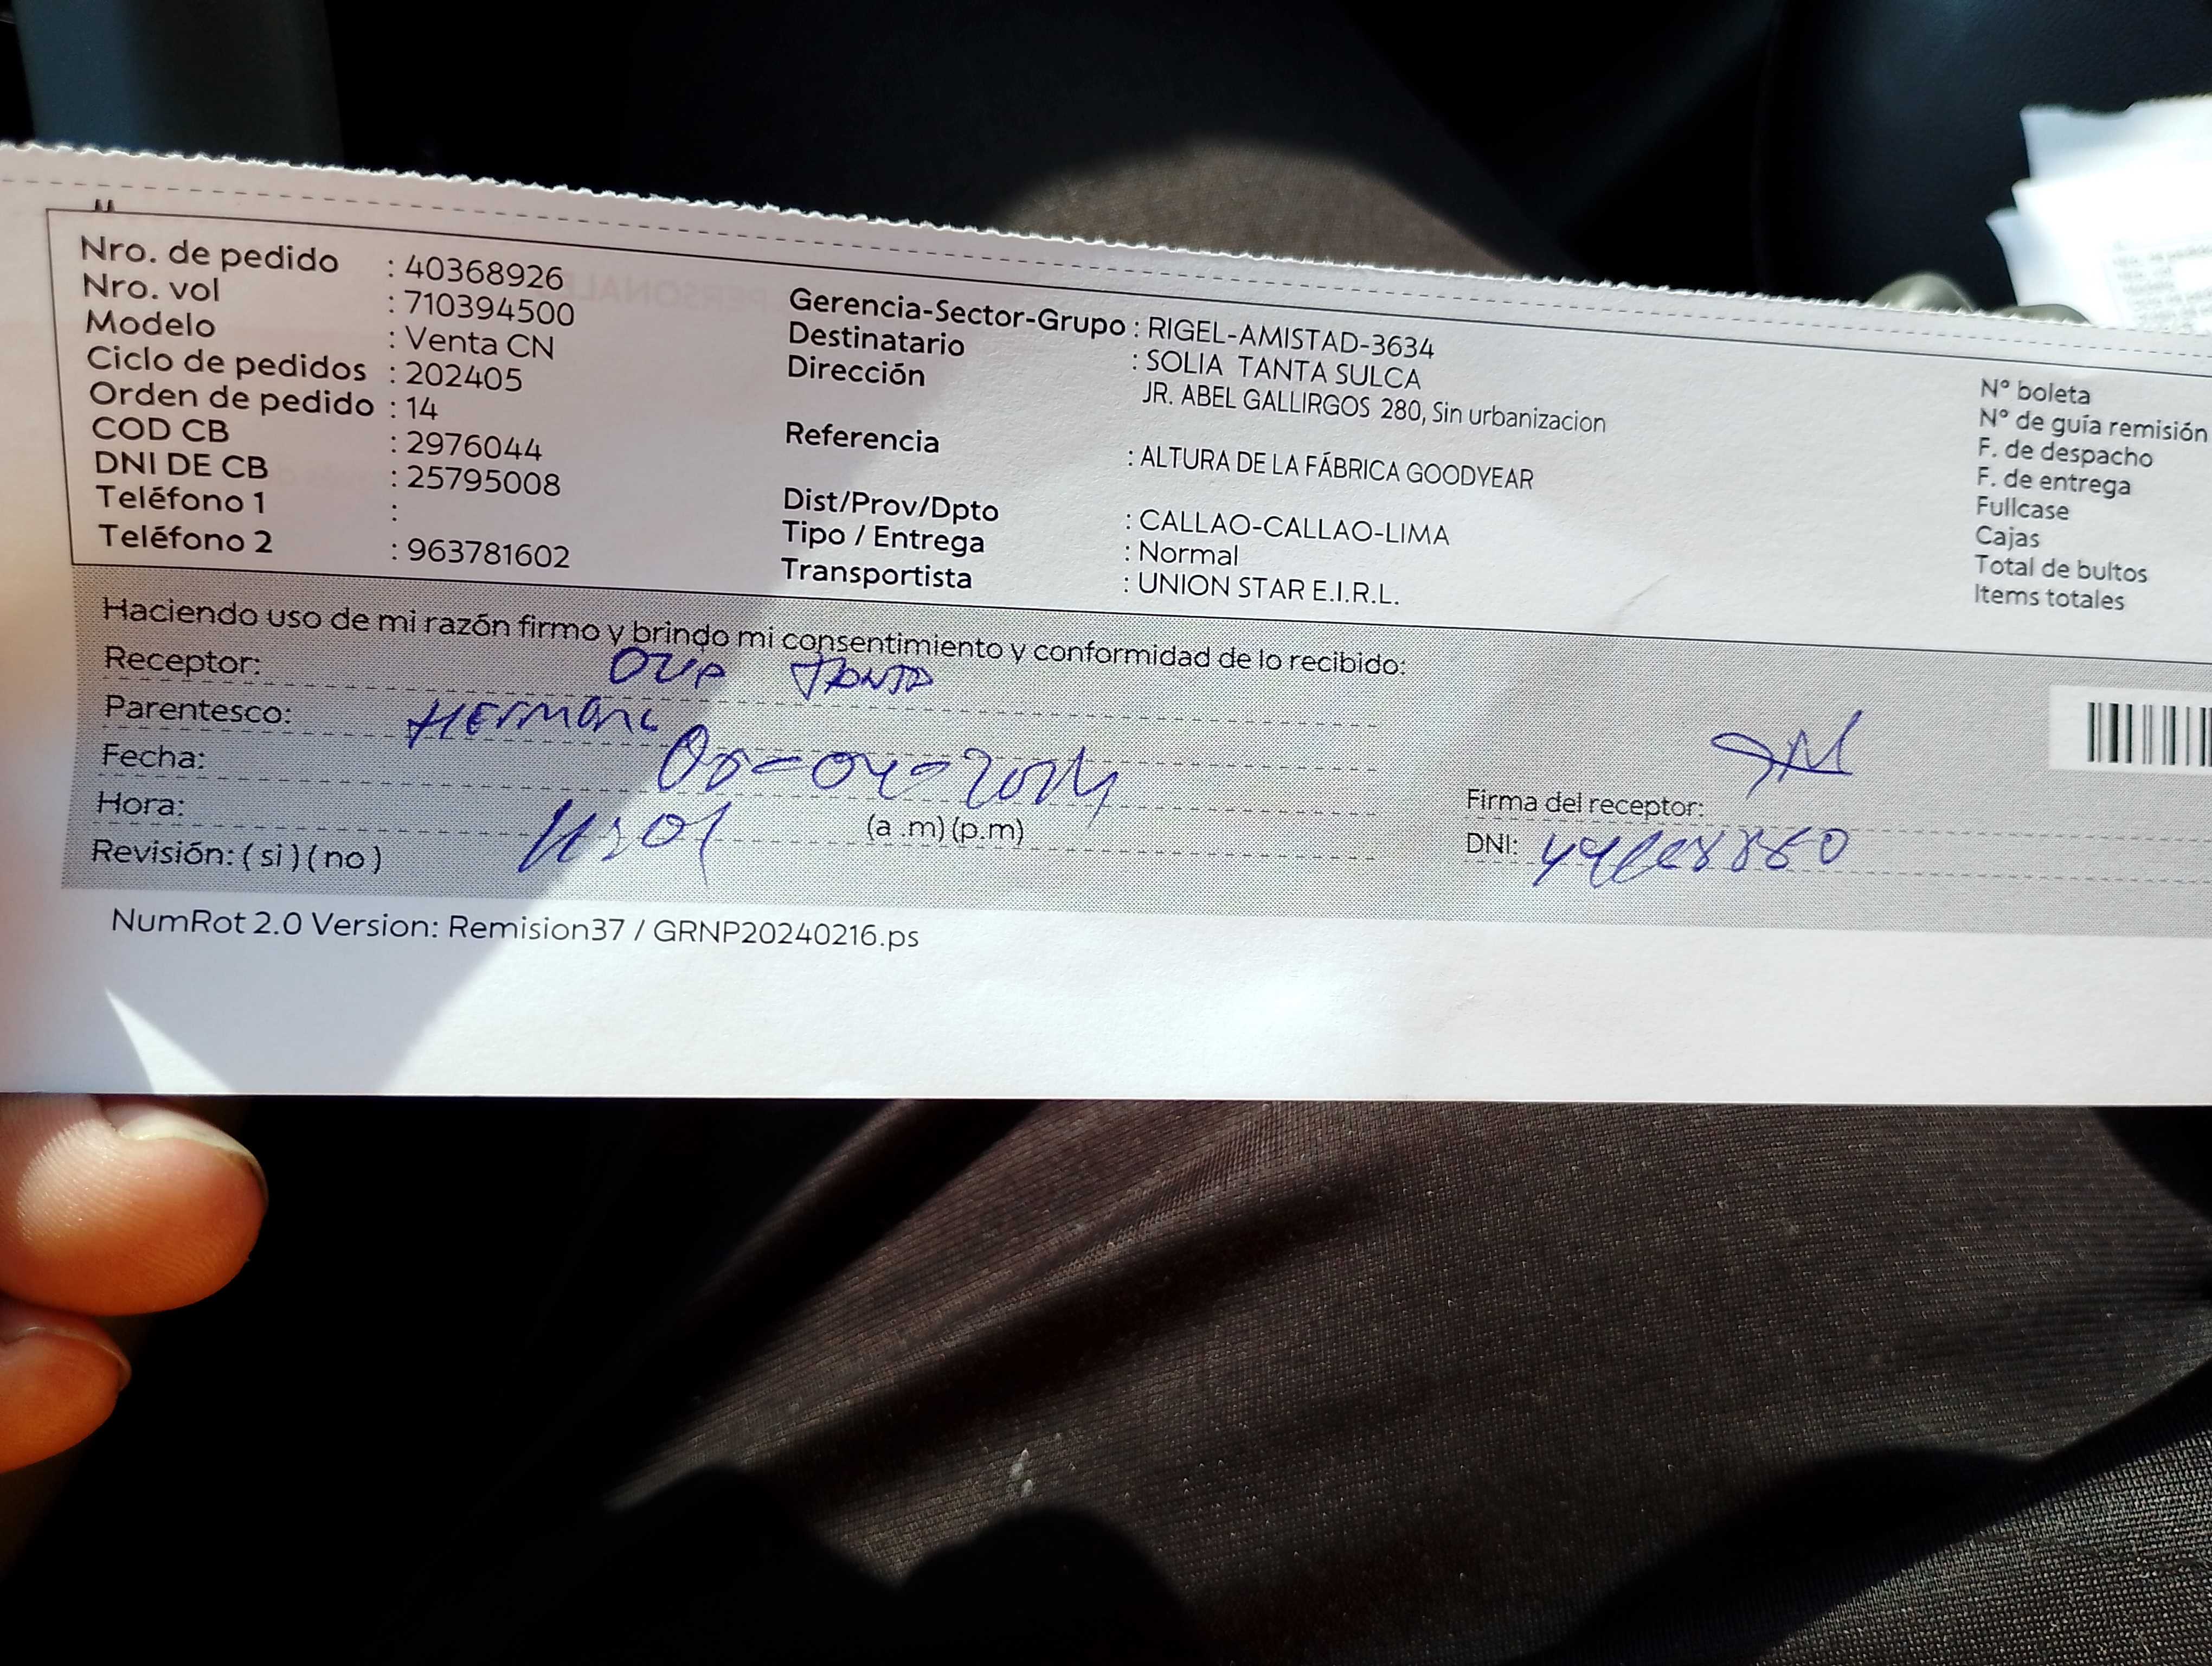 Nro. de pedido : 40368926
Nro. vol : 710394500
Modelo : Venta CN
Ciclo de pedidos : 202405
Orden de pedido : 14
COD CB : 2976044
DNI DE CB : 25795008
Teléfono 1 :
Teléfono 2 : 963781602
Gerencia-Sector-Grupo : RIGEL-AMISTAD-3634
Destinatario : SOLIA TANTA SULCA
Dirección JR. ABEL GALLIRGOS 280, Sin urbanizacion
Referencia : ALTURA DE LA FÁBRICA GOODYEAR
Dist/Prov/Dpto : CALLAO-CALLAO-LIMA
Tipo / Entrega : Normal
Transportista : UNION STAR E.I.R.L.
N° boleta
N° de guía remisión
F. de despacho
F. de entrega
Fullcase
Cajas
Total de bultos
Items totales
Haciendo uso de mi razón firmo y brindo mi consentimiento y conformidad de lo recibido:
Receptor:
Parentesco: Hermana
Fecha:
Hora: (a .m) (p.m)
Revisión: ( si ) ( no )
Firma del receptor:
DNI:
NumRot 2.0 Version: Remision37 / GRNP20240216.ps